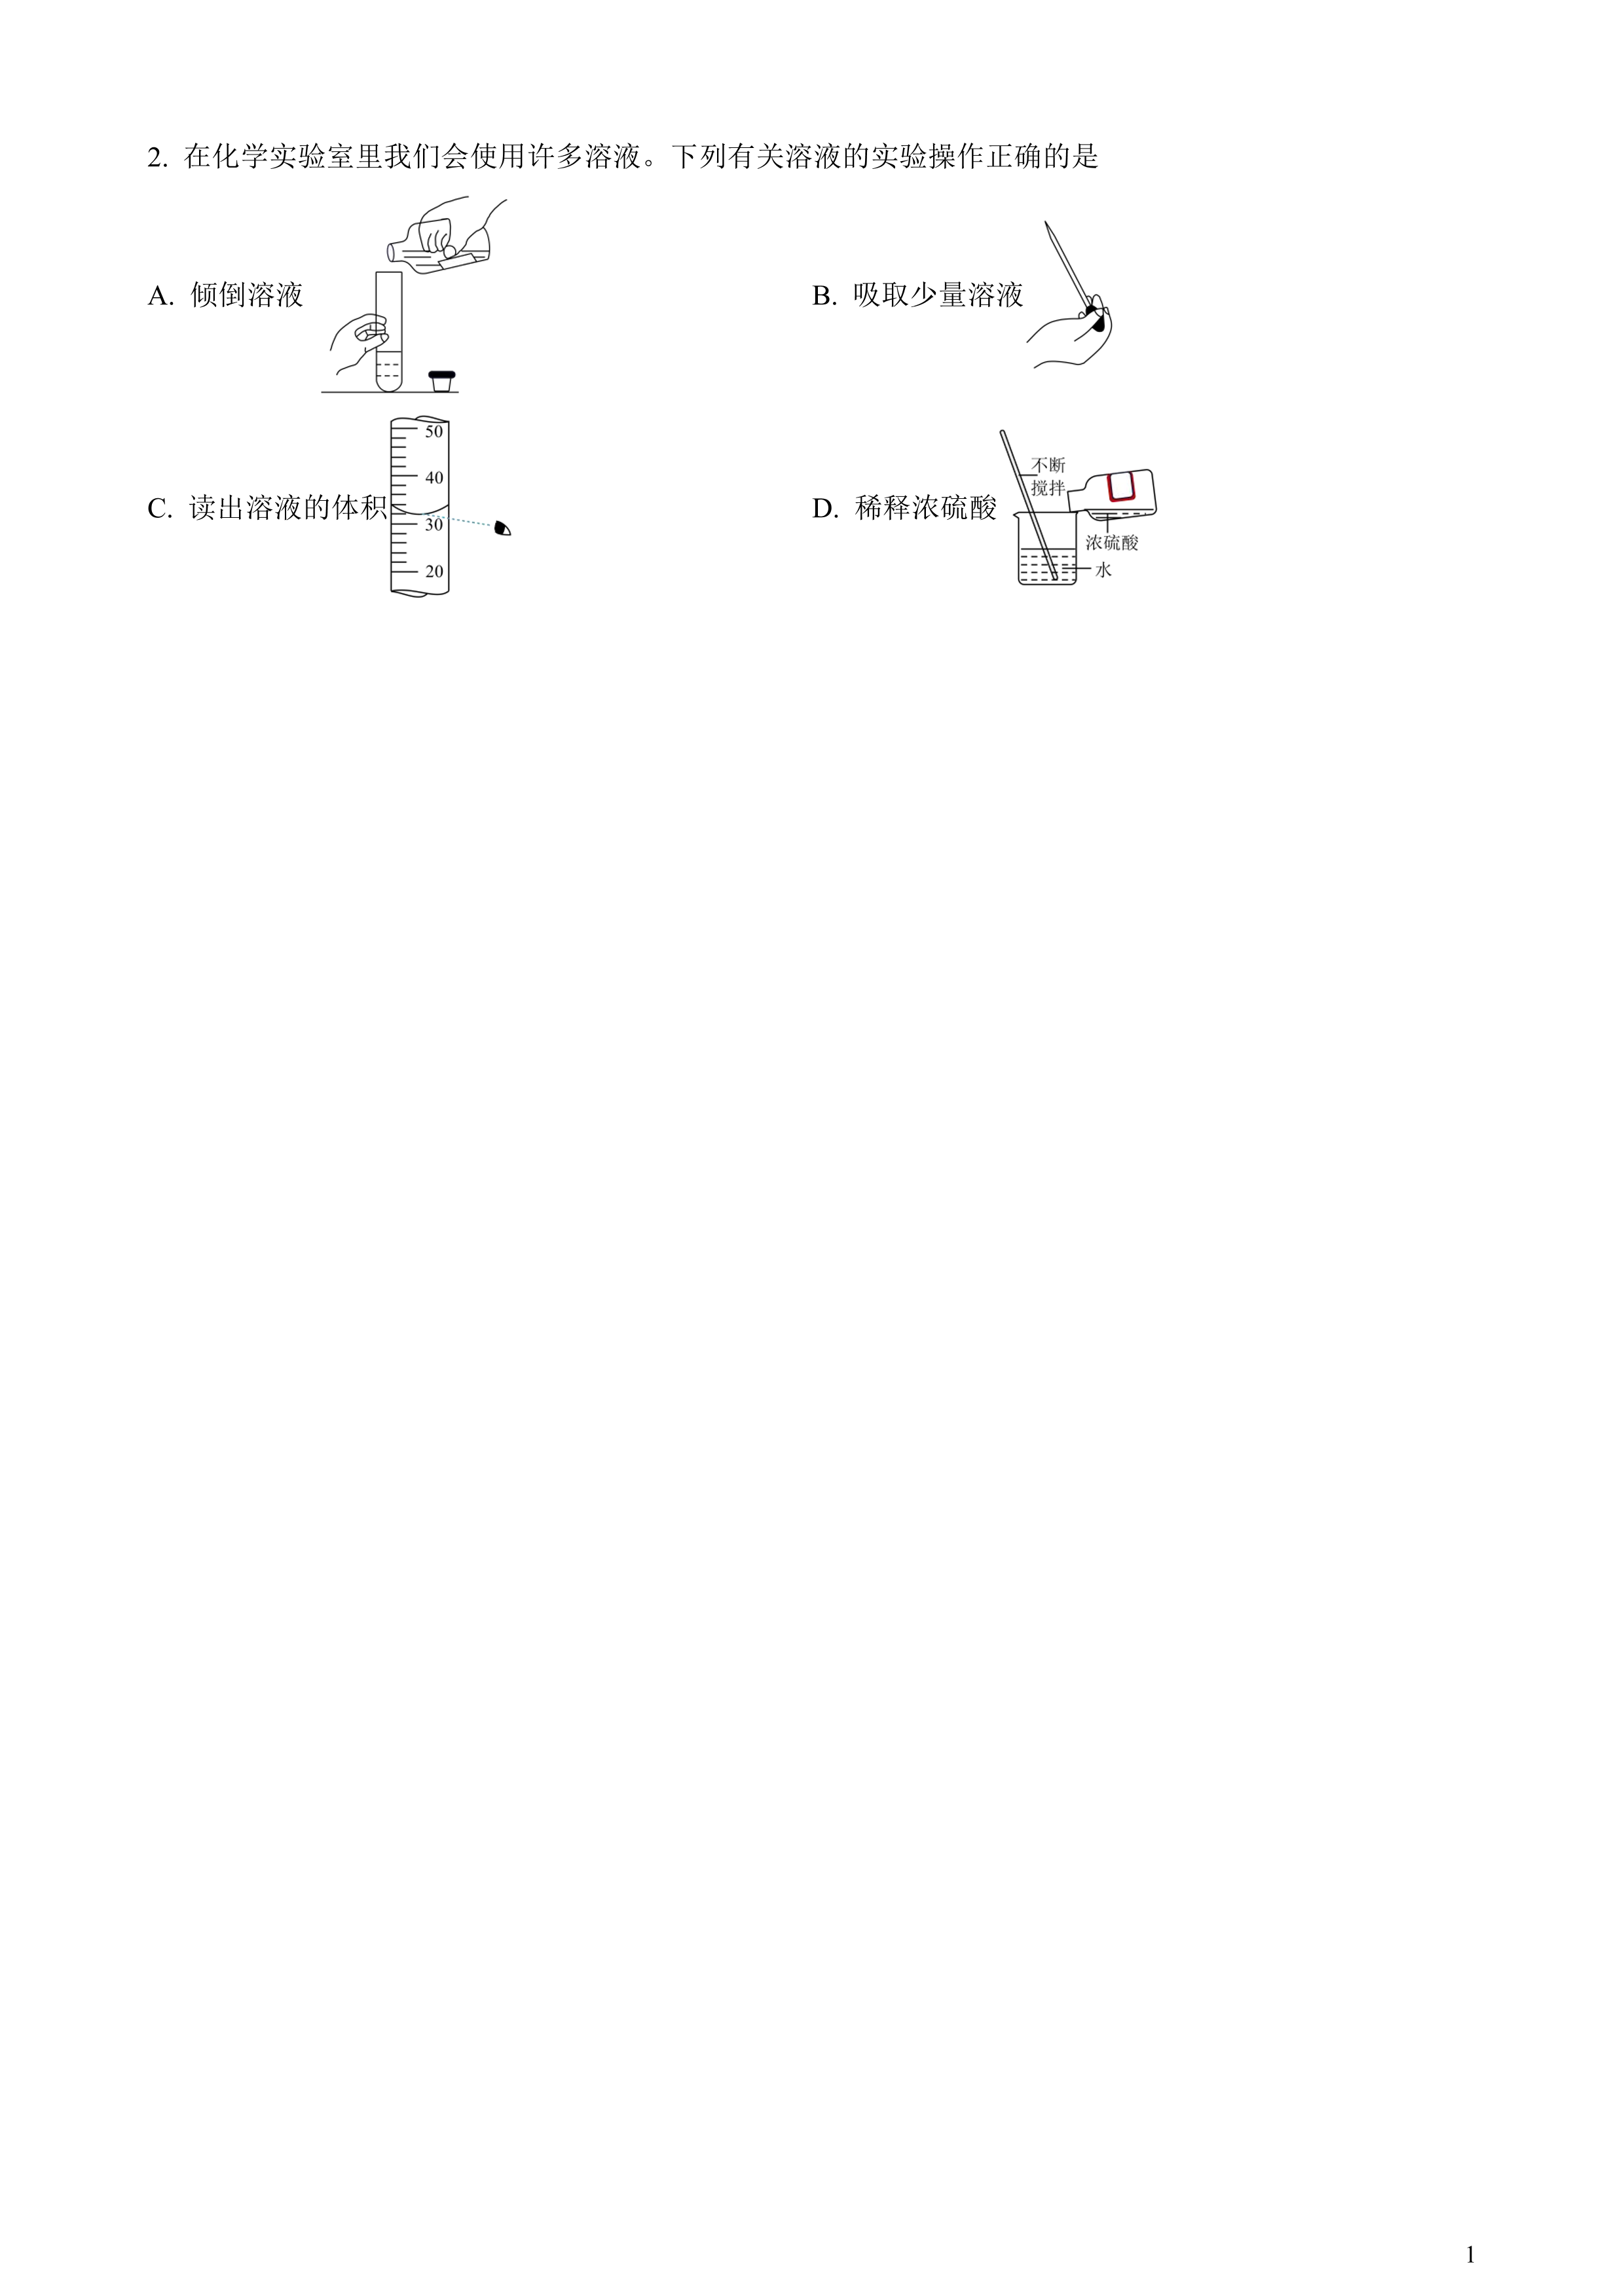 2. 在化学实验室里我们会使用许多溶液。下列有关溶液的实验操作正确的是
A. 倾倒溶液
B. 吸取少量溶液
C. 读出溶液的体积
50
40
30
20
D. 稀释浓硫酸
不断
搅拌
浓硫酸
水
1